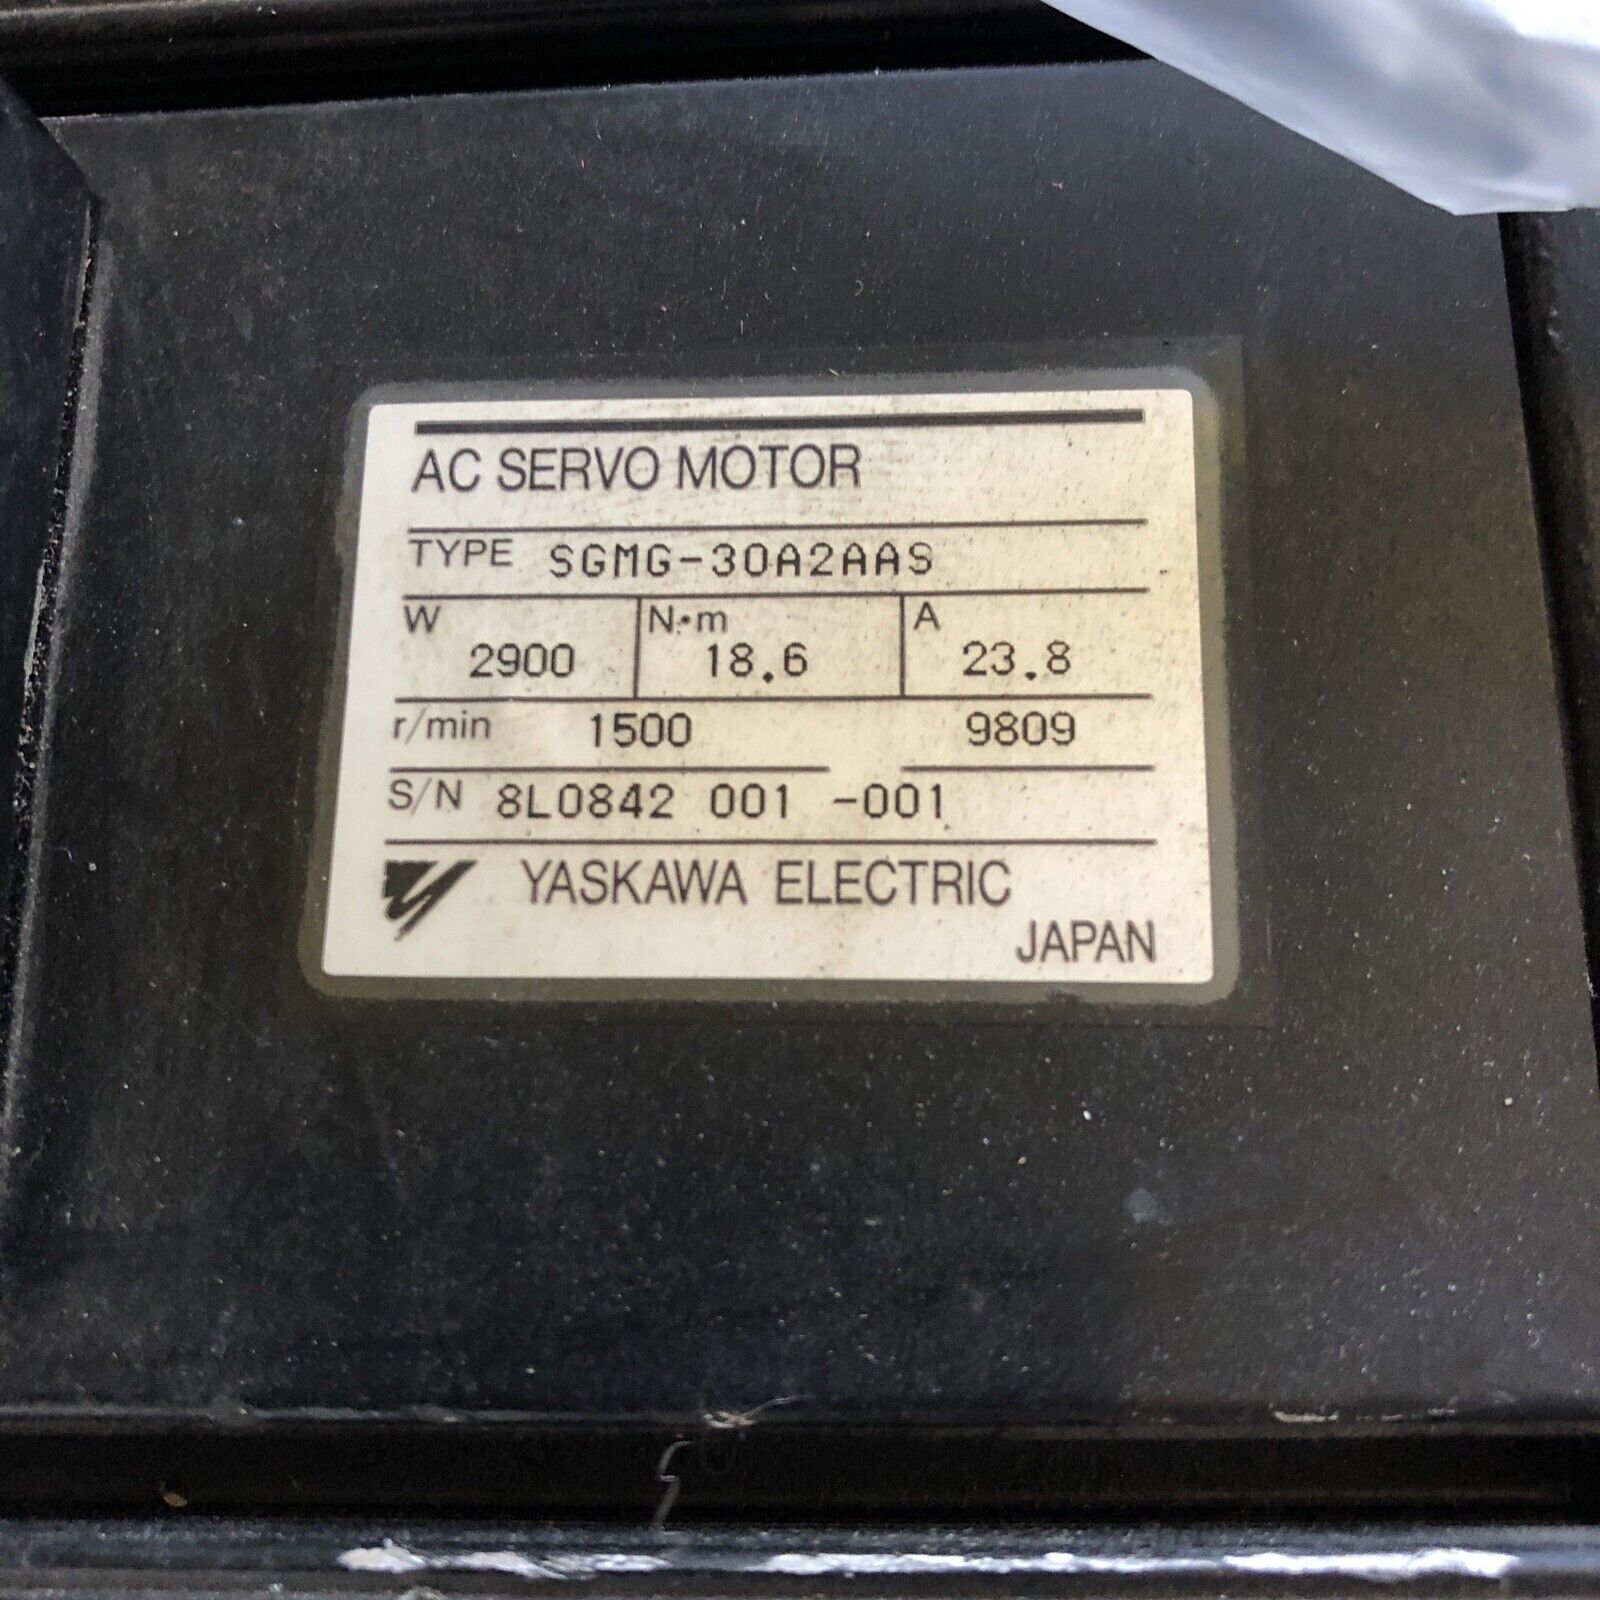 AC SERVO MOTOR
TYPE SGMG-30A2AAS
W 2900 N·m 18.6 A 23.8
r/min 1500 9809
S/N 8L0842 001 -001
YASKAWA ELECTRIC
JAPAN